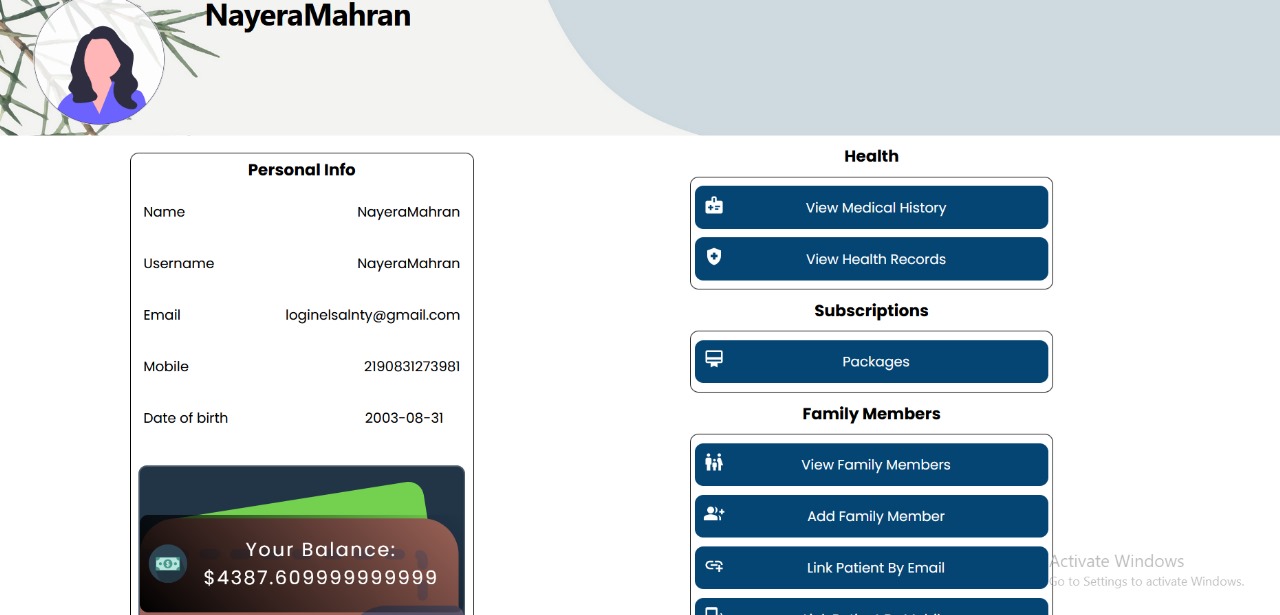 NayeraMahran
Personal Info
Name NayeraMahran
Username NayeraMahran
Email loginelsalnty@gmail.com
Mobile 2190831273981
Date of birth 2003-08-31
Your Balance:
$4387.609999999999
Health
View Medical History
View Health Records
Subscriptions
Packages
Family Members
View Family Members
Add Family Member
Link Patient By Email
Activate Windows
Go to Settings to activate Windows.